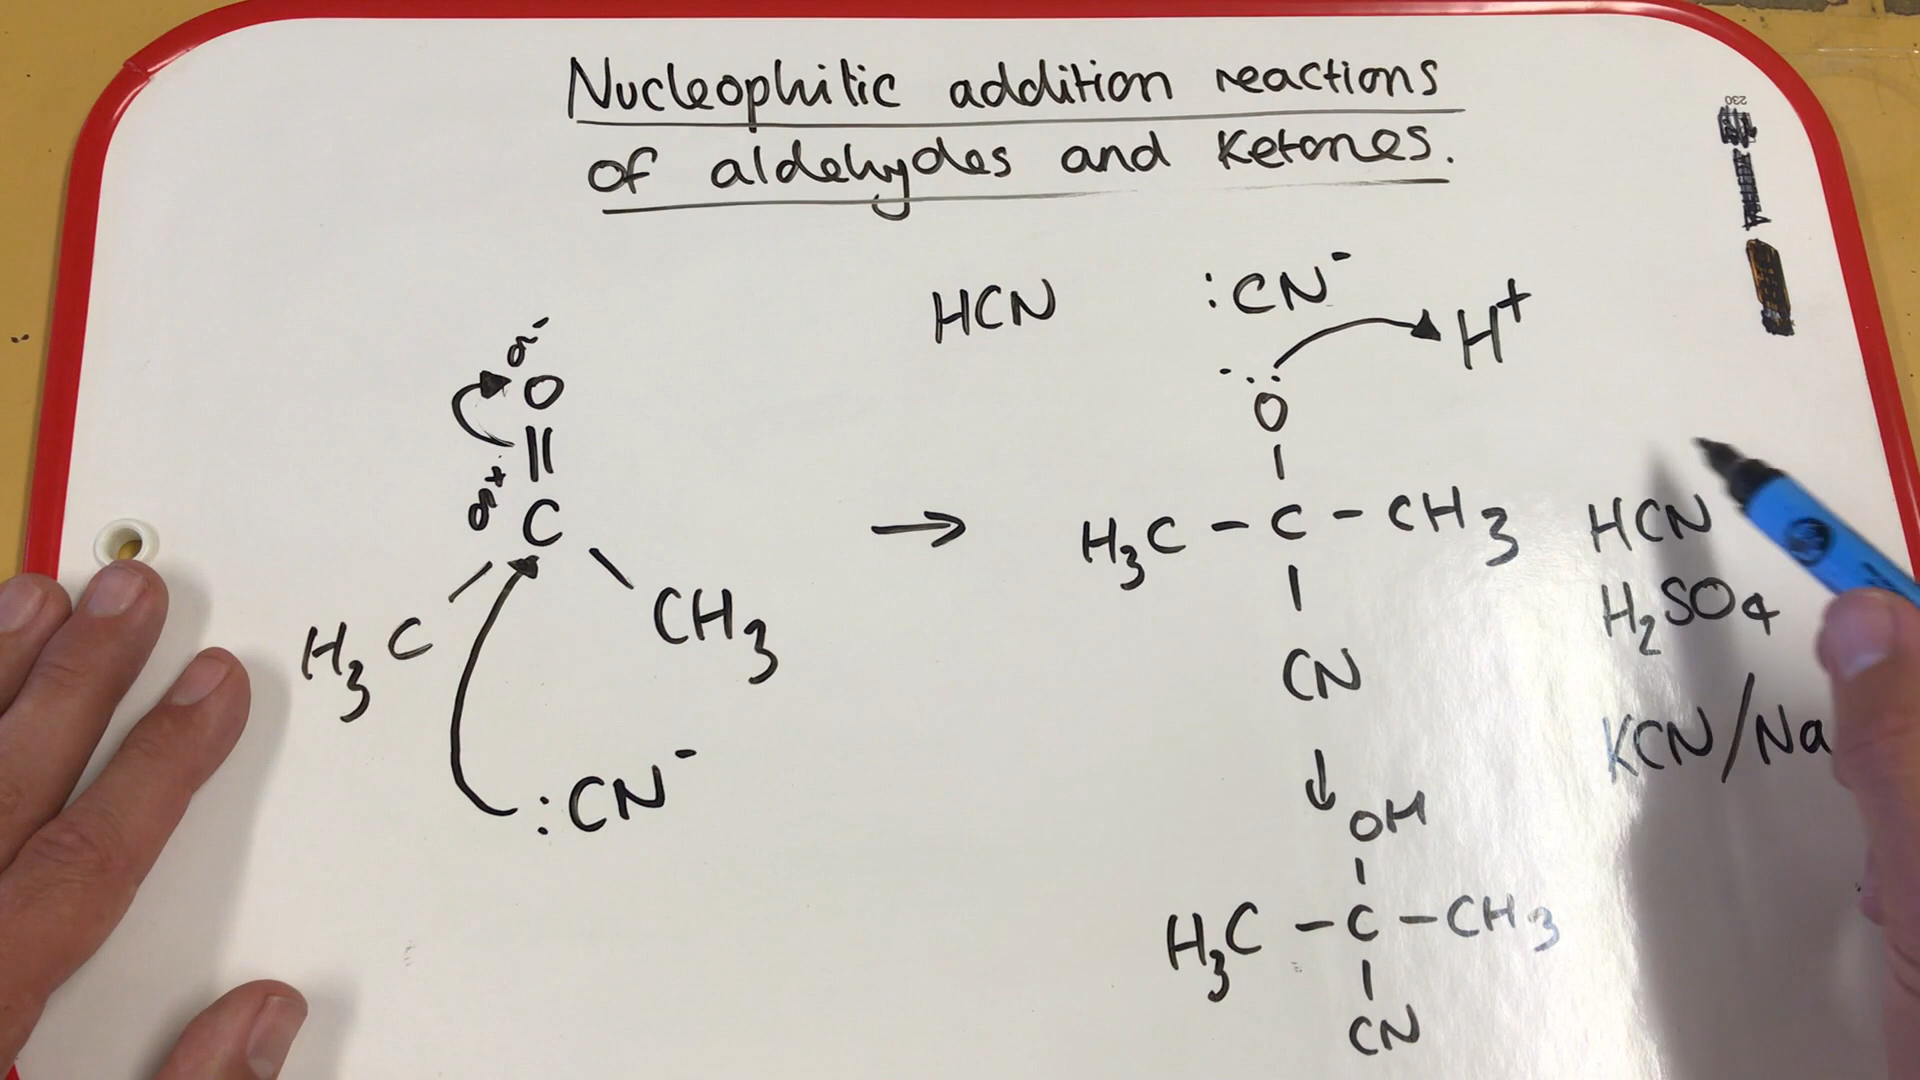 Nucleophilic addition reactions
of aldehydes and Ketones.
230
HCN
:CN⁻
H⁺
δ⁻
O
δ⁺
C
H₃C
CH₃
:CN⁻
→
O
H₃C – C – CH₃
CN
↓
OH
H₃C – C – CH₃
CN
HCN
H₂SO₄
KCN/Na